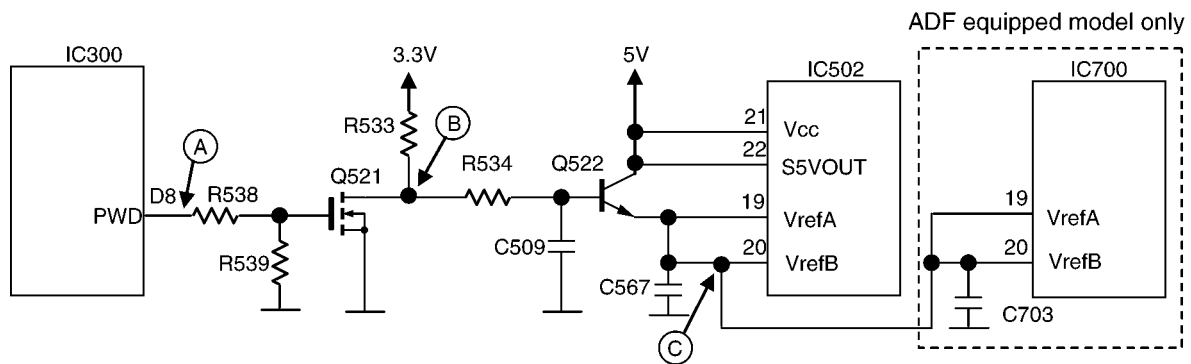 ADF equipped model only
IC300
3.3V
5V
IC502
IC700
R533
B
21
Vcc
A
R534
Q522
22
S5VOUT
Q521
D8
R538
PWD
19
VrefA
19
VrefA
R539
C509
20
VrefB
20
VrefB
C567
C703
C